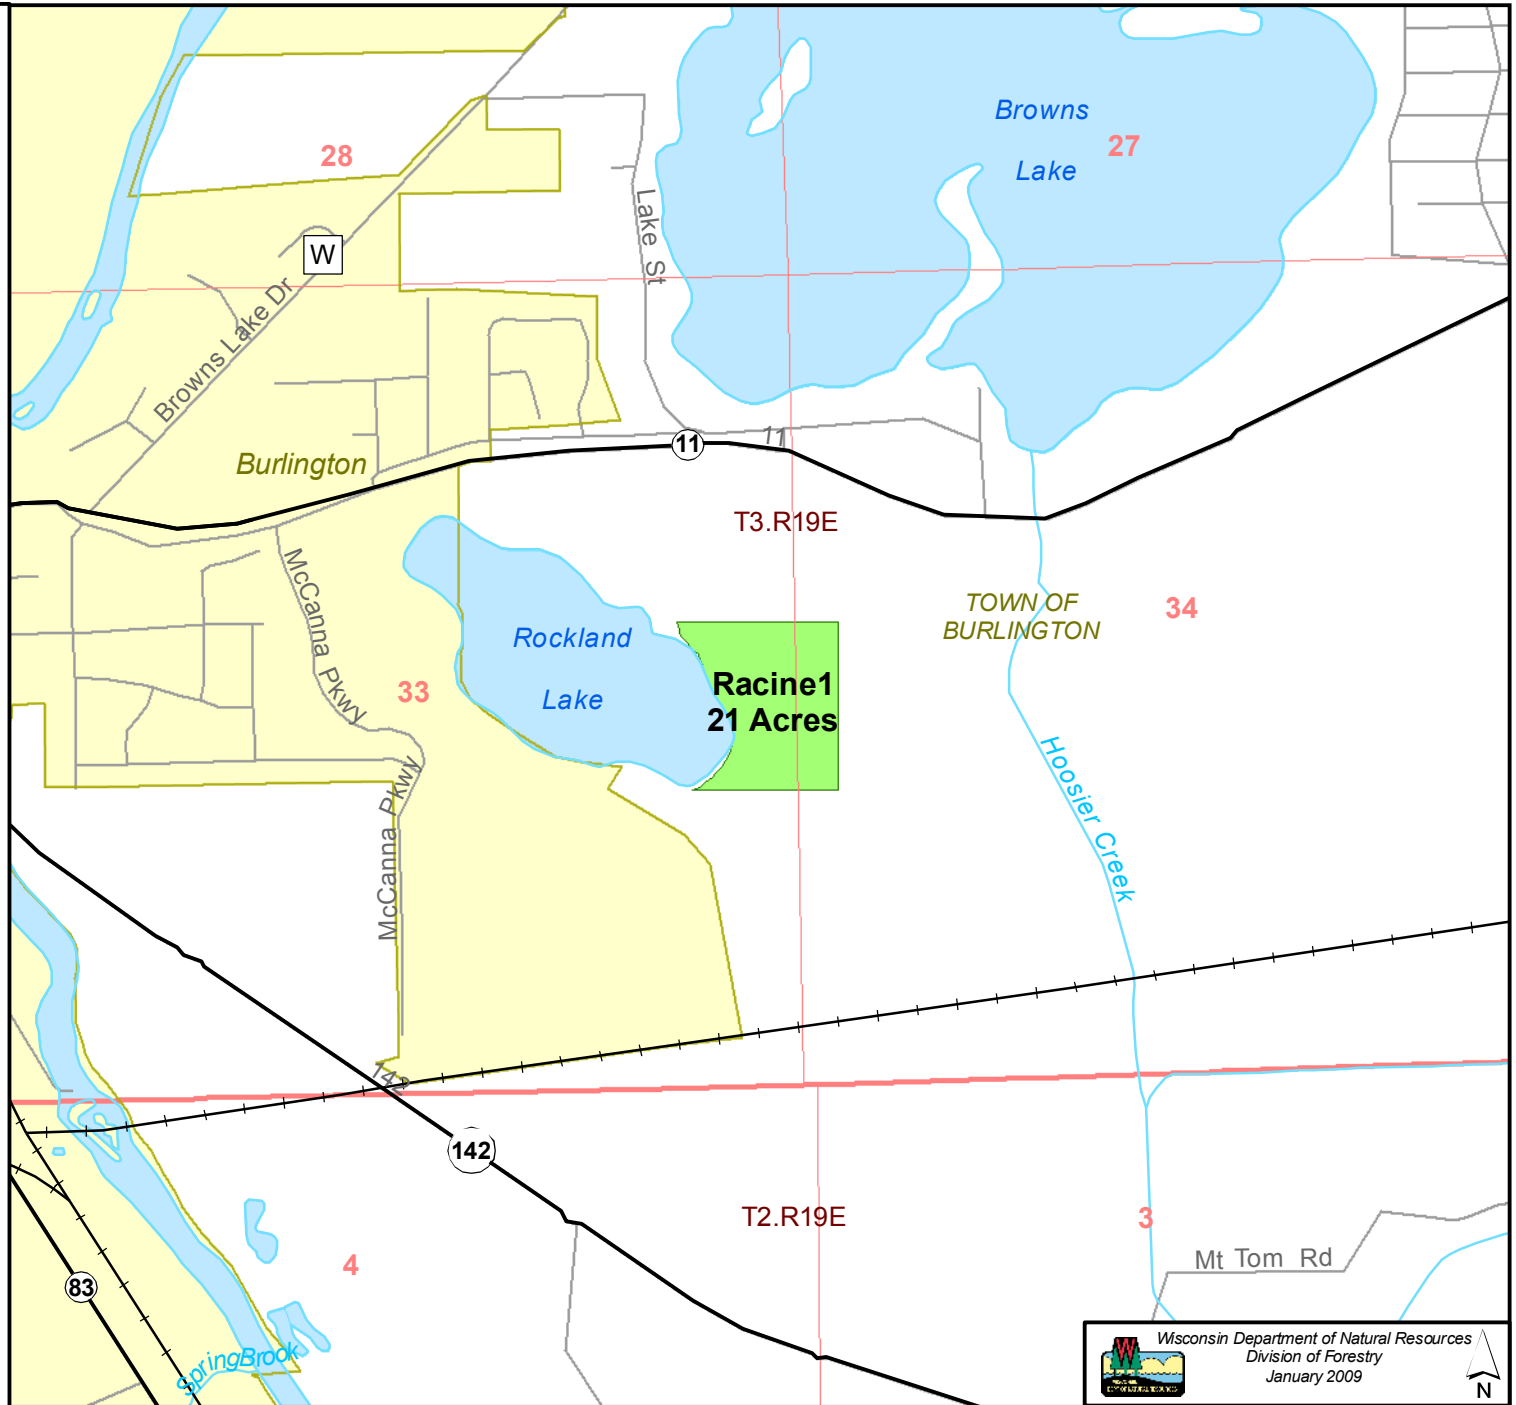 Browns
27
Lake
28
Lake St
W
Browns Lake Dr
11
11
Burlington
T3.R19E
McCanna Pkwy
TOWN OF
BURLINGTON
34
Rockland
Lake
33
Racine1
21 Acres
Hoosier Creek
McCanna Pkwy
142
142
T2.R19E
3
4
Mt Tom Rd
83
SpringBrook
Wisconsin Department of Natural Resources
Division of Forestry
January 2009
W
N